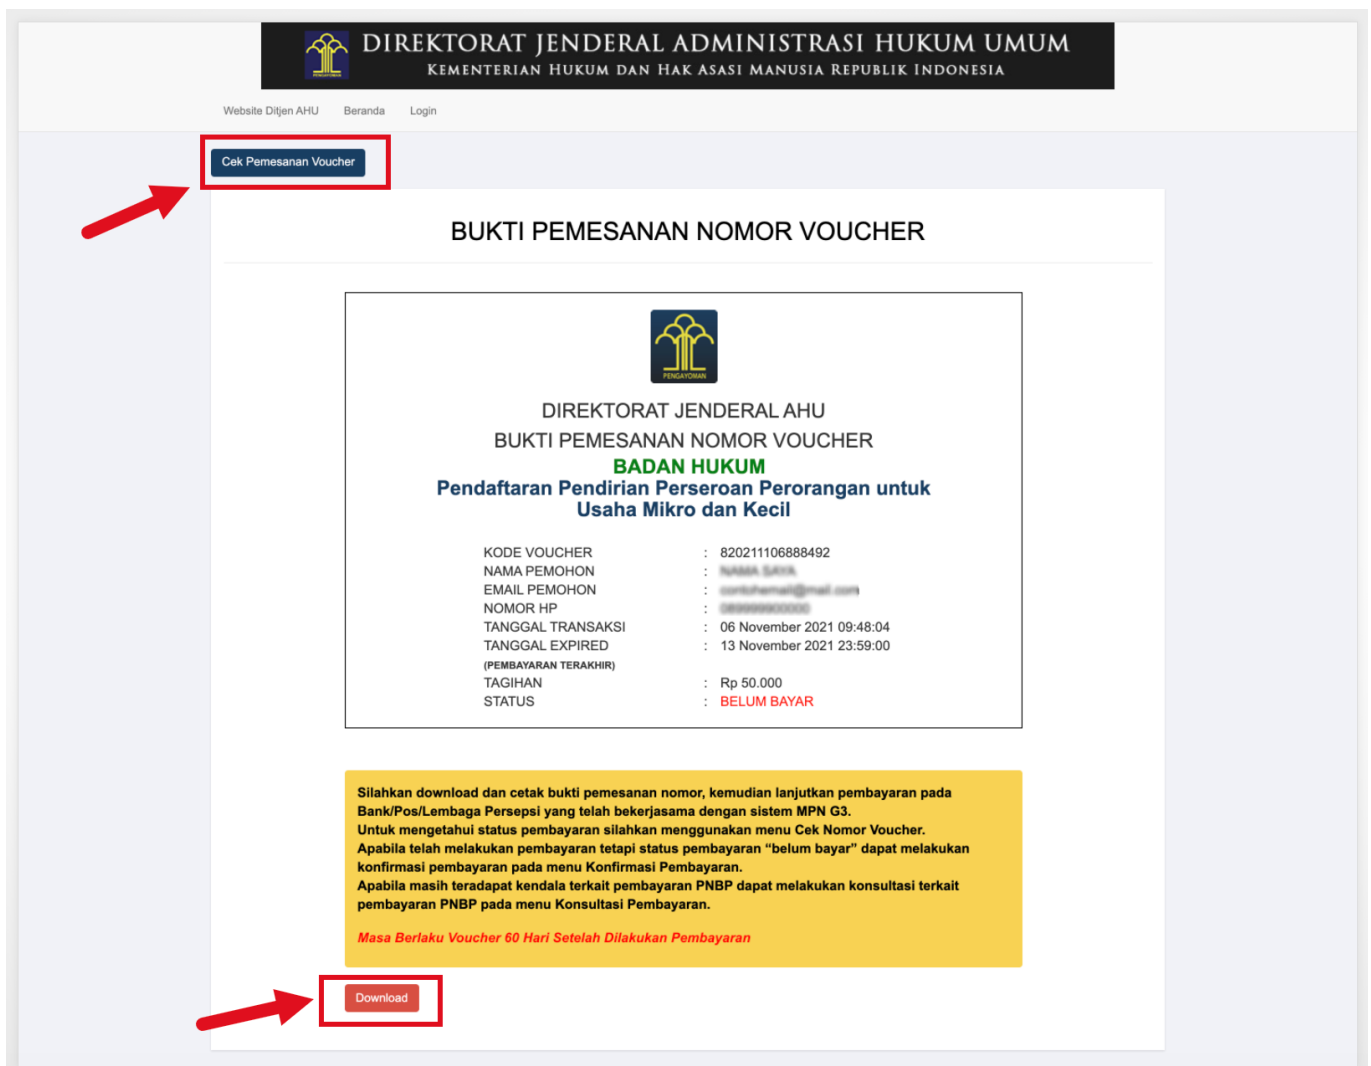 DIREKTORAT JENDERAL ADMINISTRASI HUKUM UMUM
KEMENTERIAN HUKUM DAN HAK ASASI MANUSIA REPUBLIK INDONESIA
PENGAYOMAN
Website Ditjen AHU Beranda Login
Cek Pemesanan Voucher
BUKTI PEMESANAN NOMOR VOUCHER
PENGAYOMAN
DIREKTORAT JENDERAL AHU
BUKTI PEMESANAN NOMOR VOUCHER
BADAN HUKUM
Pendaftaran Pendirian Perseroan Perorangan untuk
Usaha Mikro dan Kecil
KODE VOUCHER : 820211106888492
NAMA PEMOHON : NAMA SAYA
EMAIL PEMOHON : contohemail@mail.com
NOMOR HP :
TANGGAL TRANSAKSI : 06 November 2021 09:48:04
TANGGAL EXPIRED : 13 November 2021 23:59:00
(PEMBAYARAN TERAKHIR)
TAGIHAN : Rp 50.000
STATUS : BELUM BAYAR
Silahkan download dan cetak bukti pemesanan nomor, kemudian lanjutkan pembayaran pada
Bank/Pos/Lembaga Persepsi yang telah bekerjasama dengan sistem MPN G3.
Untuk mengetahui status pembayaran silahkan menggunakan menu Cek Nomor Voucher.
Apabila telah melakukan pembayaran tetapi status pembayaran “belum bayar” dapat melakukan
konfirmasi pembayaran pada menu Konfirmasi Pembayaran.
Apabila masih teradapat kendala terkait pembayaran PNBP dapat melakukan konsultasi terkait
pembayaran PNBP pada menu Konsultasi Pembayaran.
Masa Berlaku Voucher 60 Hari Setelah Dilakukan Pembayaran
Download